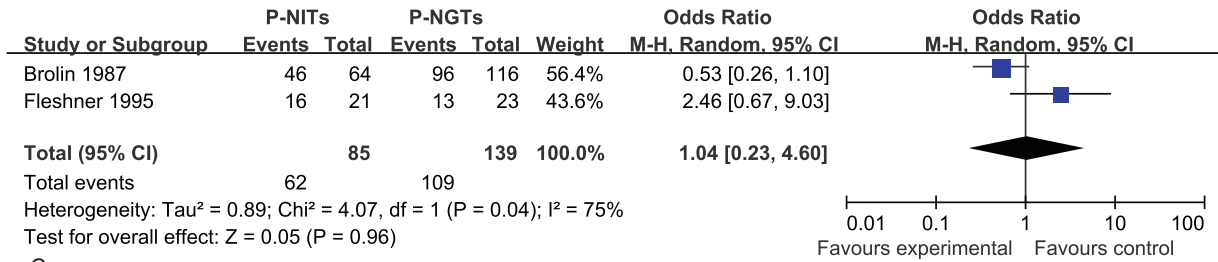 P-NITs P-NGTs Odds Ratio Odds Ratio
Study or Subgroup Events Total Events Total Weight M-H, Random, 95% CI M-H, Random, 95% CI
Brolin 1987 46 64 96 116 56.4% 0.53 [0.26, 1.10]
Fleshner 1995 16 21 13 23 43.6% 2.46 [0.67, 9.03]
Total (95% CI) 85 139 100.0% 1.04 [0.23, 4.60]
Total events 62 109
Heterogeneity: Tau² = 0.89; Chi² = 4.07, df = 1 (P = 0.04); I² = 75%
Test for overall effect: Z = 0.05 (P = 0.96)
0.01 0.1 1 10 100
Favours experimental Favours control